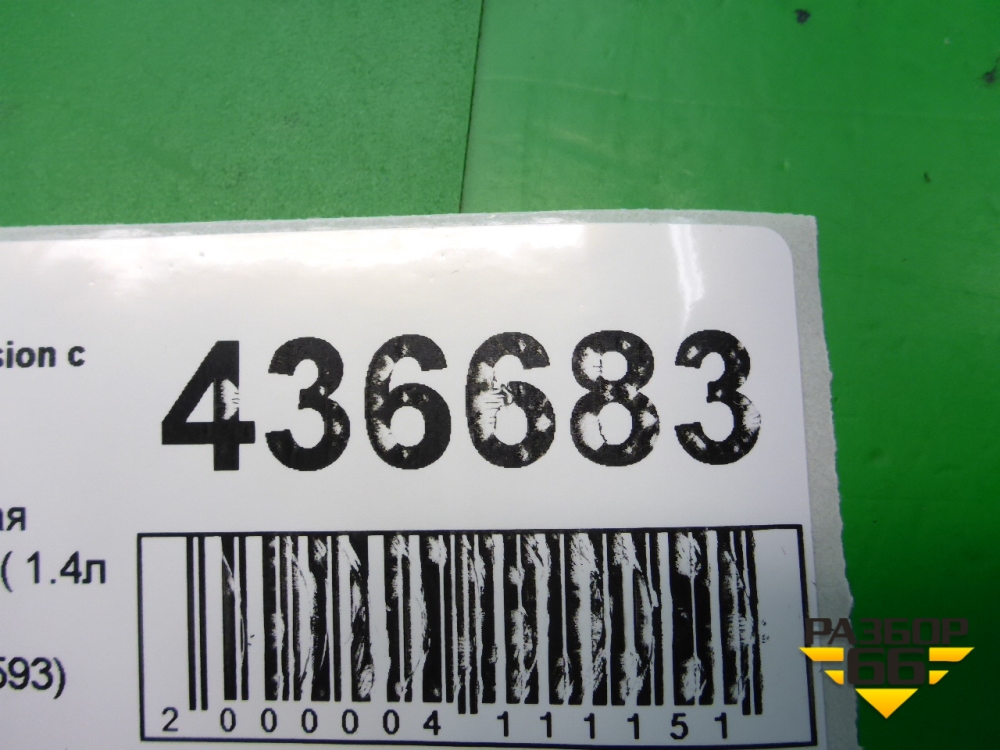 sion c
436683
ая
( 1.4л
593)
2 000004 111151
РАЗБОР
66